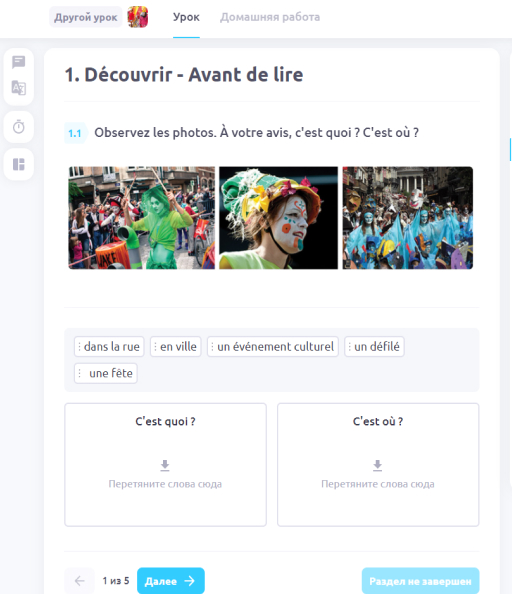 Другой урок Урок Домашняя работа
1. Découvrir - Avant de lire
1.1 Observez les photos. À votre avis, c'est quoi ? C'est où ?
dans la rue en ville un événement culturel un défilé
une fête
C'est quoi ? C'est où ?
Перетяните слова сюда Перетяните слова сюда
1 из 5 Далее Раздел не завершен